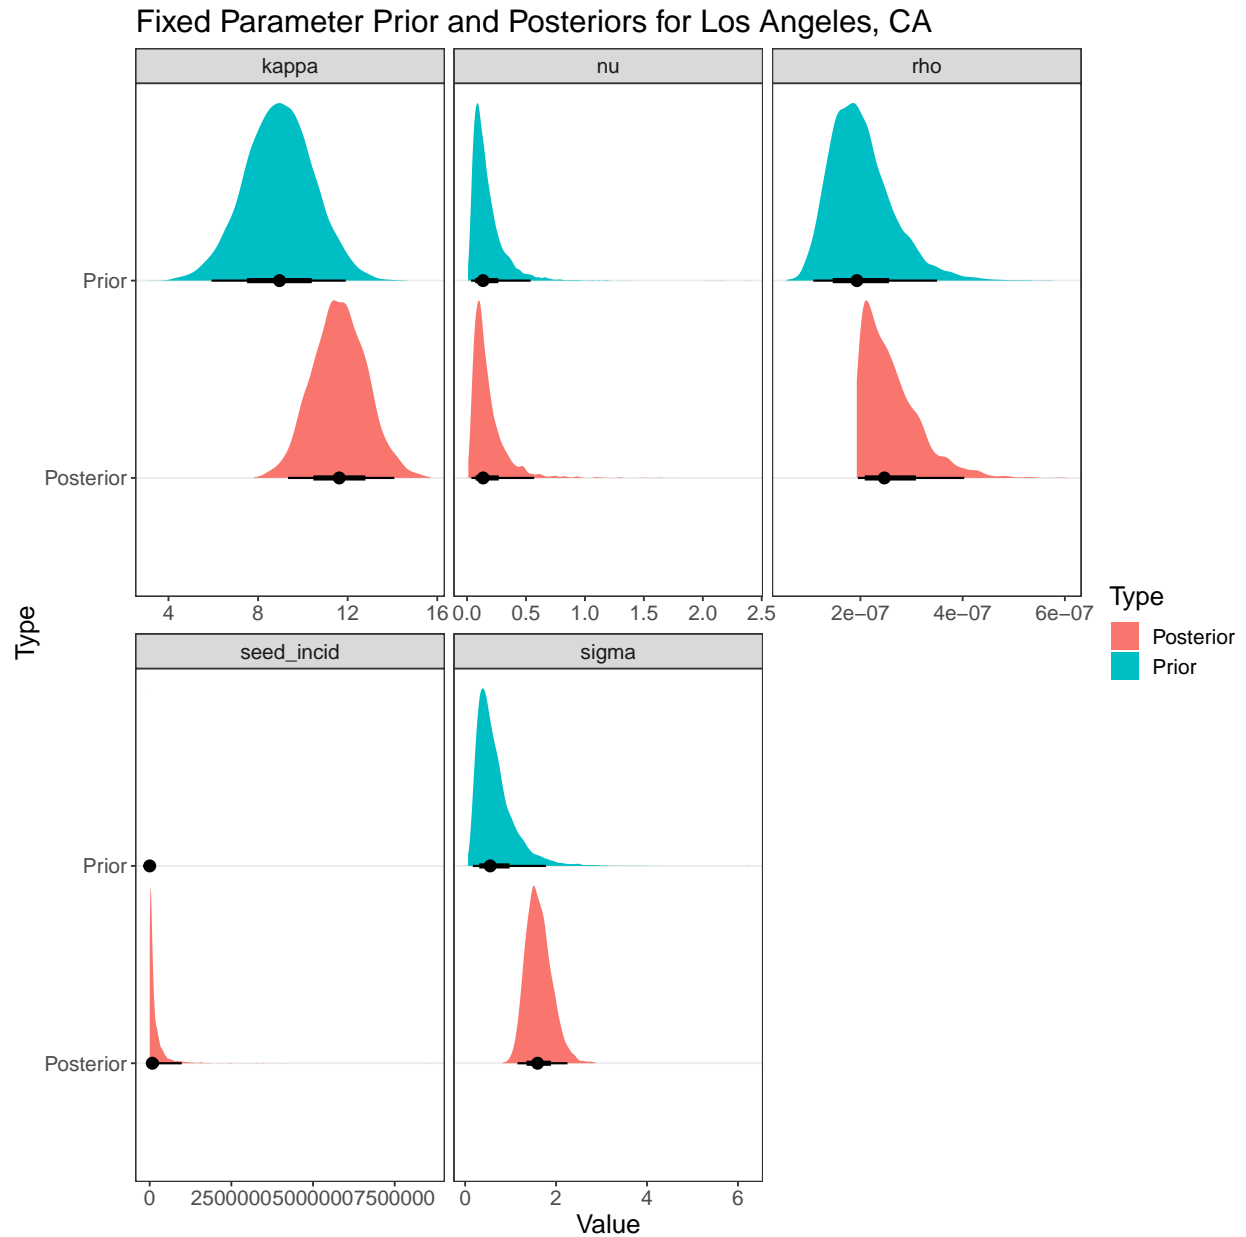 Fixed Parameter Prior and Posteriors for Los Angeles, CA
kappa
nu
rho
Prior
Posterior
4 8 12 16
0.0 0.5 1.0 1.5 2.0 2.5
2e−07 4e−07 6e−07
Type
Type
Posterior
Prior
seed_incid
sigma
Prior
Posterior
0 2500000 5000000 7500000
0 2 4 6
Value